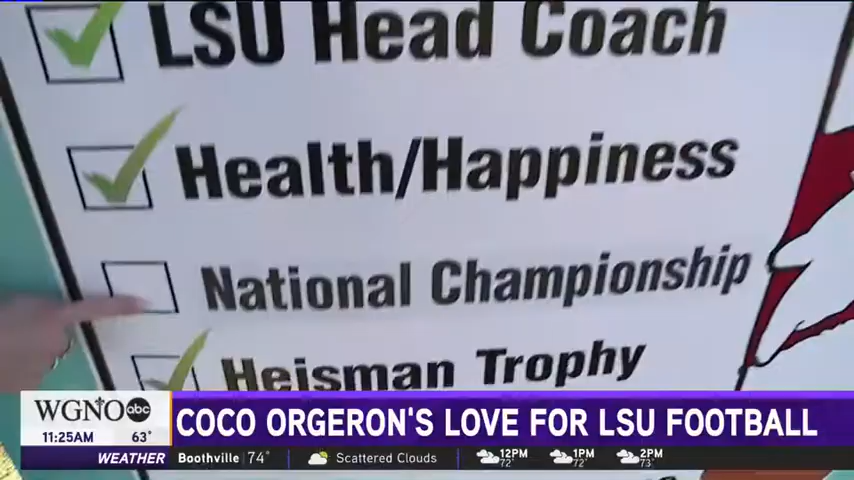 LSU Head Coach
Health/Happiness
National Championship
Heisman Trophy
WGNO abc
COCO ORGERON'S LOVE FOR LSU FOOTBALL
11:25AM 63°
WEATHER Boothville 74° Scattered Clouds 12PM 72° 1PM 72° 2PM 73°